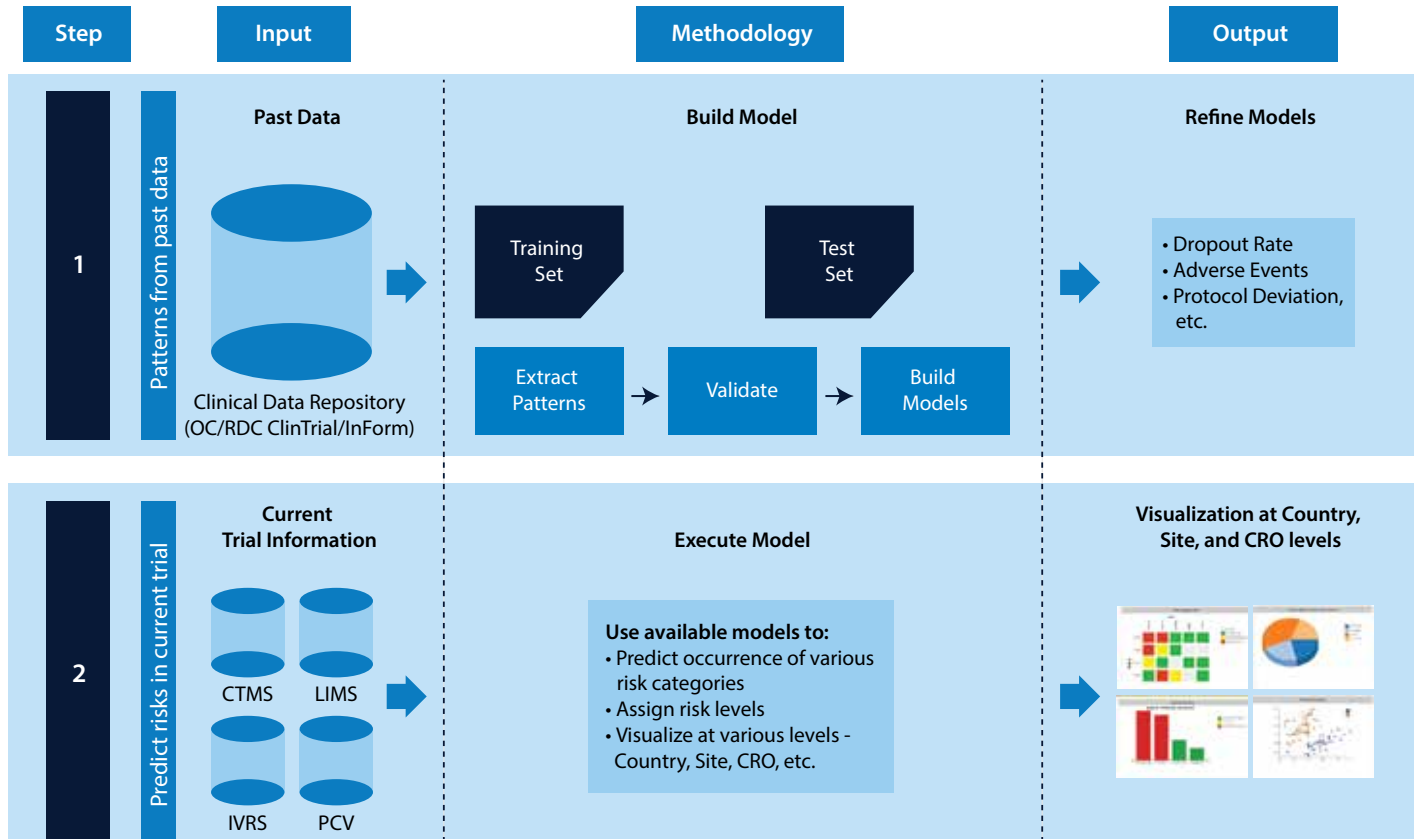 Step
Input
Methodology
Output
1
Patterns from past data
Past Data
Clinical Data Repository
(OC/RDC ClinTrial/InForm)
Build Model
Training
Set
Test
Set
Extract
Patterns
Validate
Build
Models
Refine Models
• Dropout Rate
• Adverse Events
• Protocol Deviation,
etc.
2
Predict risks in current trial
Current
Trial Information
CTMS
LIMS
IVRS
PCV
Execute Model
Use available models to:
• Predict occurrence of various
risk categories
• Assign risk levels
• Visualize at various levels -
Country, Site, CRO, etc.
Visualization at Country,
Site, and CRO levels